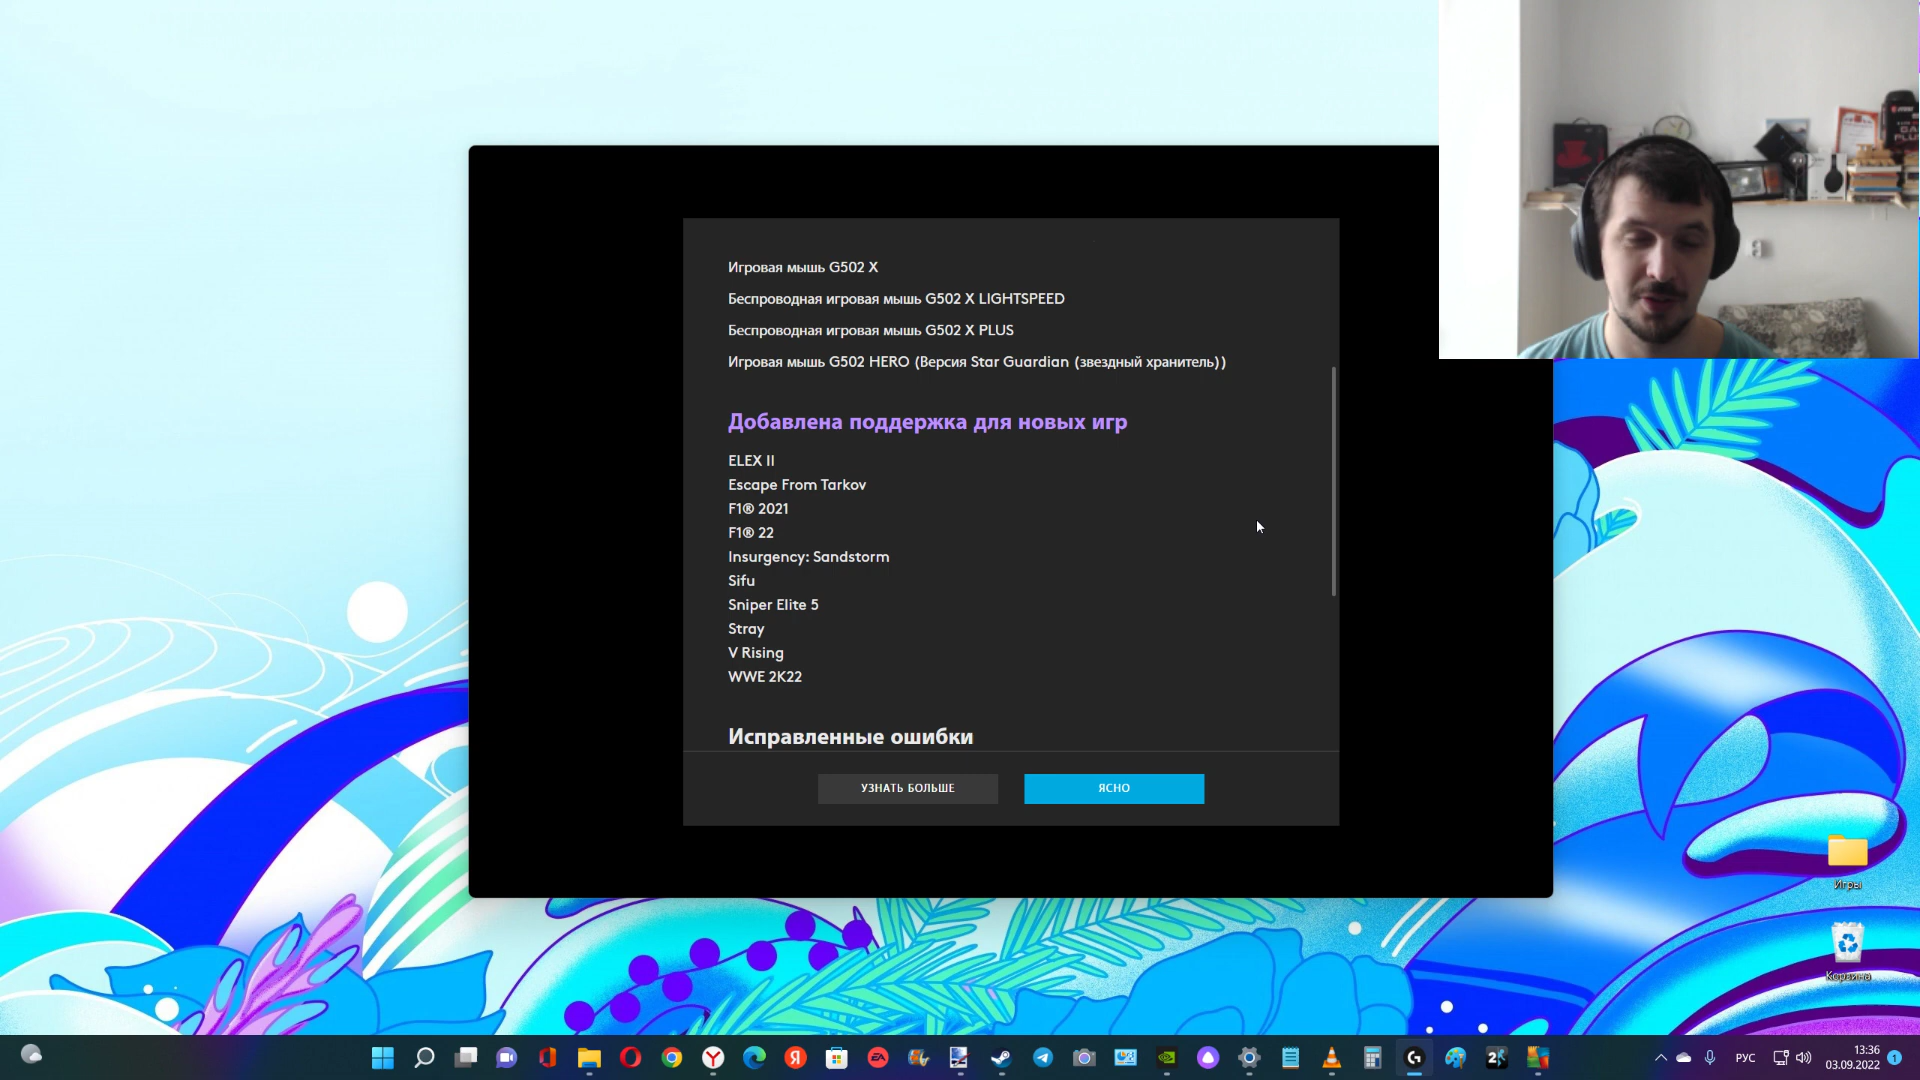 Игровая мышь G502 X
Беспроводная игровая мышь G502 X LIGHTSPEED
Беспроводная игровая мышь G502 X PLUS
Игровая мышь G502 HERO (Версия Star Guardian (звездный хранитель))
Добавлена поддержка для новых игр
ELEX II
Escape From Tarkov
F1® 2021
F1® 22
Insurgency: Sandstorm
Sifu
Sniper Elite 5
Stray
V Rising
WWE 2K22
Исправленные ошибки
УЗНАТЬ БОЛЬШЕ
ЯСНО
Игры
Корзина
РУС
13:36
03.09.2022
1